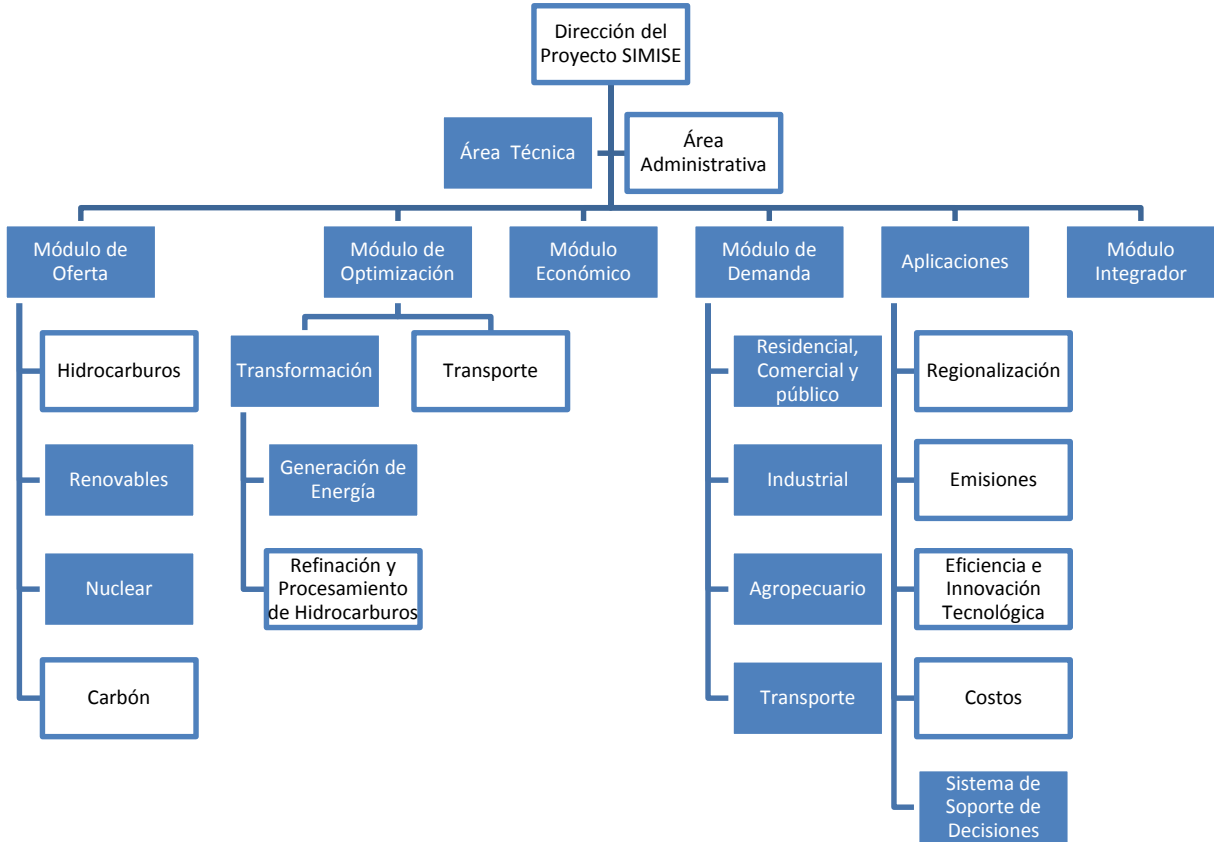 Dirección del
Proyecto SIMISE
Área Técnica
Área
Administrativa
Módulo de
Oferta
Módulo de
Optimización
Módulo
Económico
Módulo de
Demanda
Aplicaciones
Módulo
Integrador
Hidrocarburos
Transformación
Transporte
Residencial,
Comercial y
público
Regionalización
Renovables
Generación de
Energía
Industrial
Emisiones
Nuclear
Refinación y
Procesamiento
de Hidrocarburos
Agropecuario
Eficiencia e
Innovación
Tecnológica
Carbón
Transporte
Costos
Sistema de
Soporte de
Decisiones